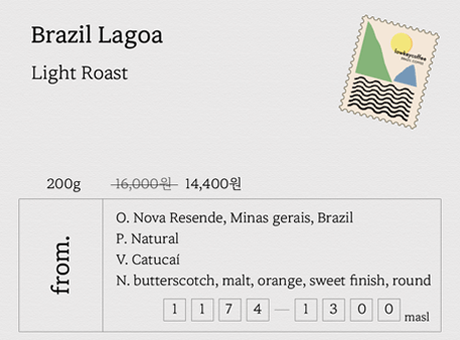 Brazil Lagoa
lowkeycoffee
Light Roast
200g 16,000원 14,400원
from.
O. Nova Resende, Minas gerais, Brazil
P. Natural
V. Catucaí
N. butterscotch, malt, orange, sweet finish, round
1 1 7 4 — 1 3 0 0 masl